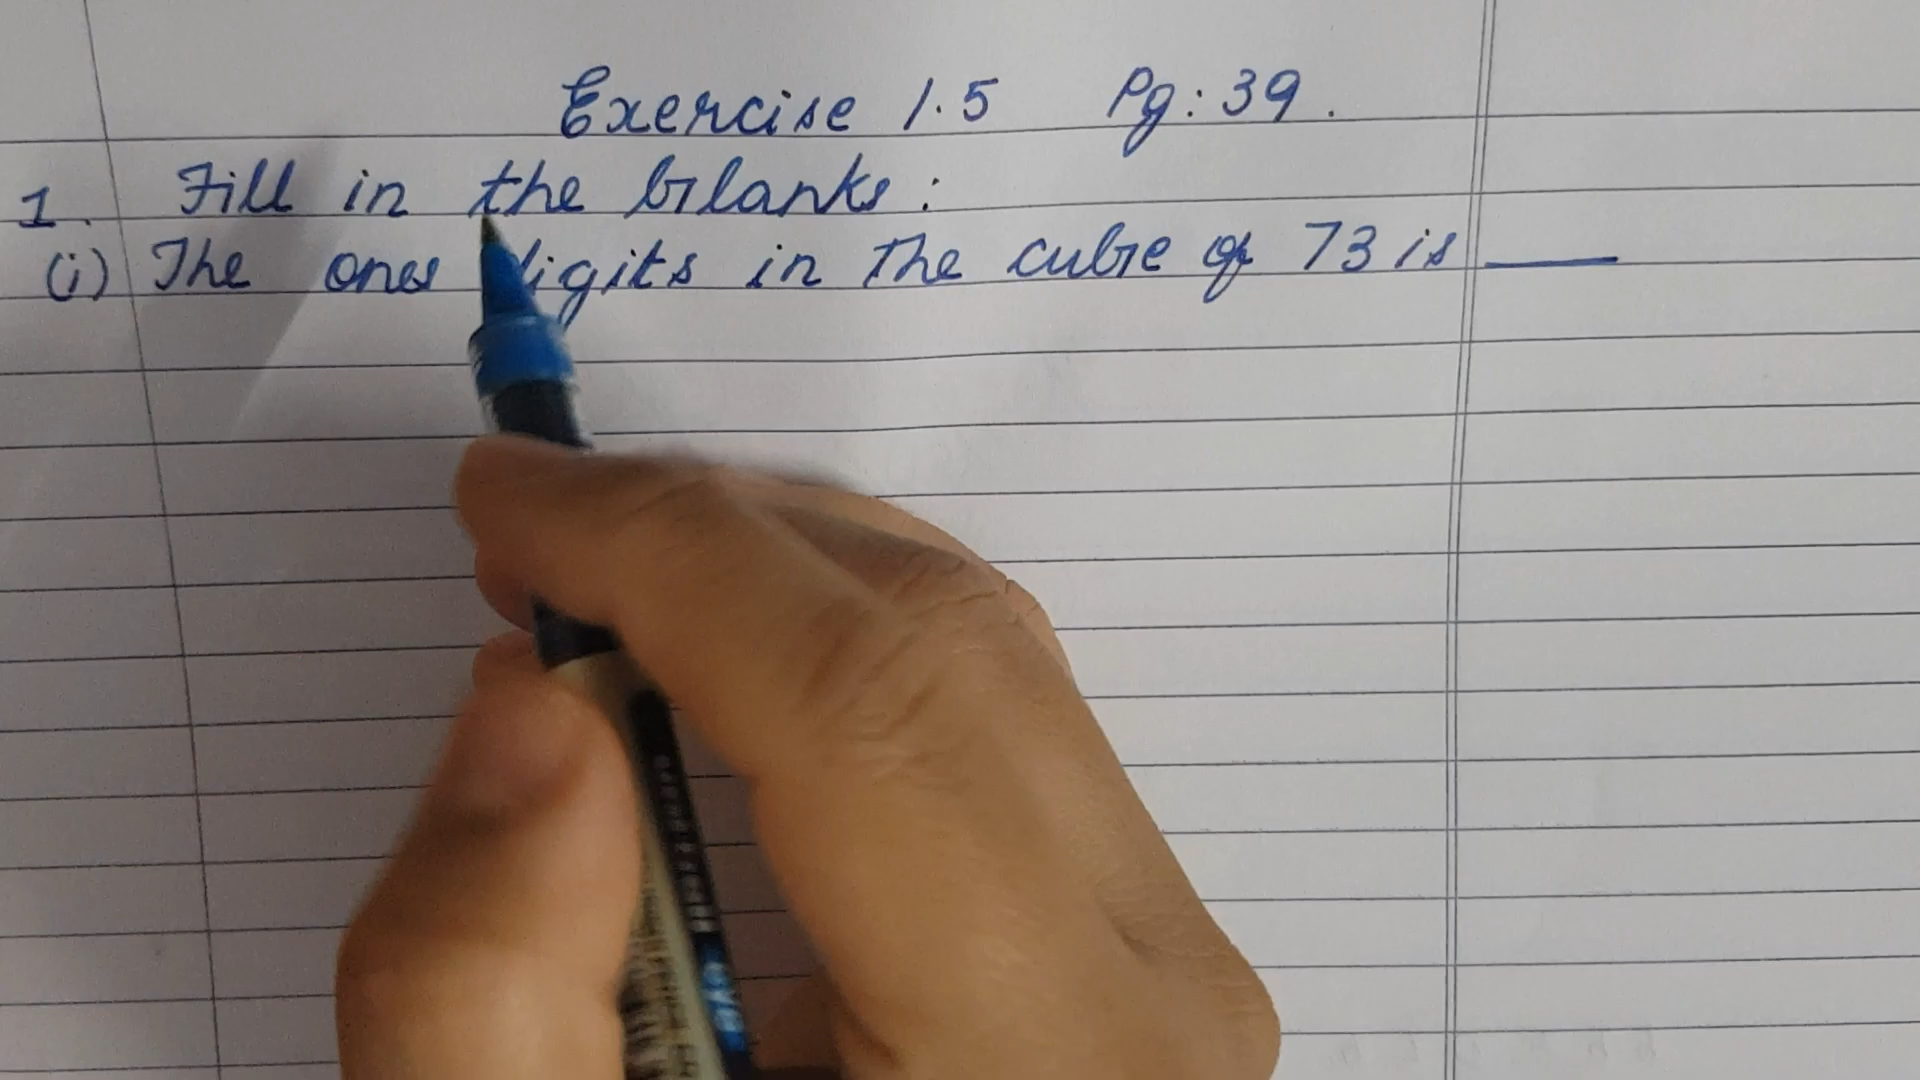 Exercise 1.5 Pg: 39.
1. Fill in the blanks:
(i) The ones digits in the cube of 73 is ___